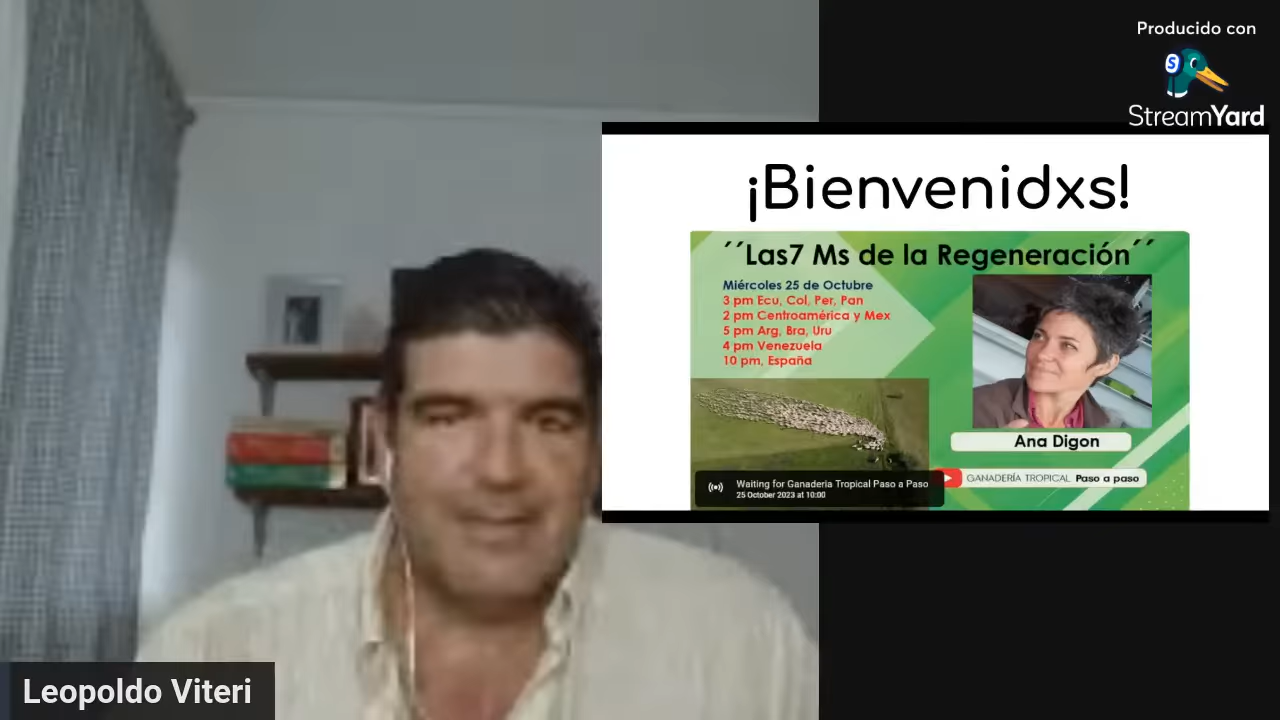 Producido con
StreamYard
¡Bienvenidxs!
´´Las7 Ms de la Regeneración´´
Miércoles 25 de Octubre
3 pm Ecu, Col, Per, Pan
2 pm Centroamérica y Mex
5 pm Arg, Bra, Uru
4 pm Venezuela
10 pm, España
Ana Digon
GANADERÍA TROPICAL Paso a paso
Waiting for Ganaderia Tropical Paso a Paso
25 October 2023 at 10:00
Leopoldo Viteri